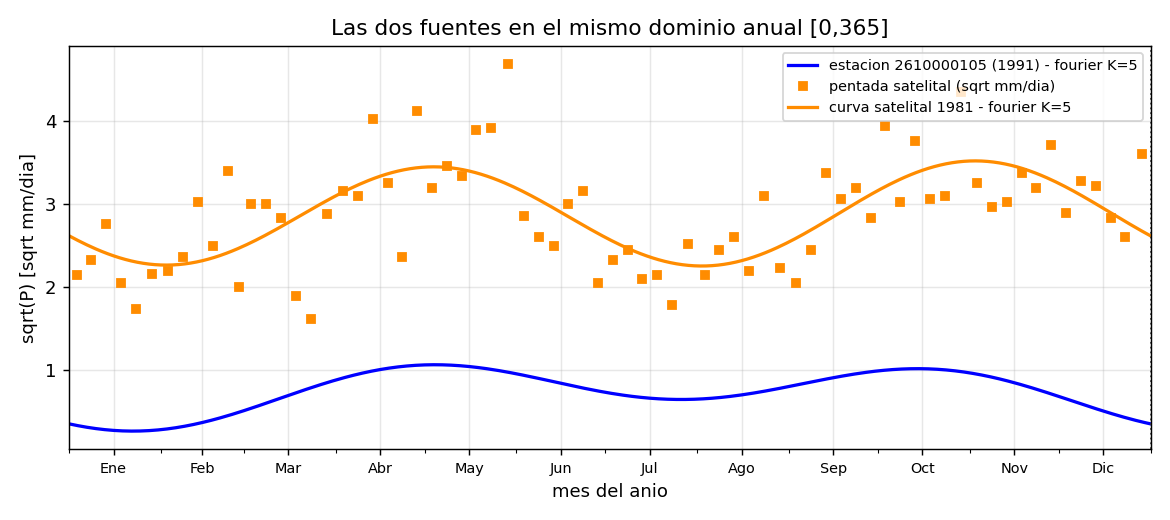 Las dos fuentes en el mismo dominio anual [0,365]
estacion 2610000105 (1991) - fourier K=5
pentada satelital (sqrt mm/dia)
curva satelital 1981 - fourier K=5
sqrt(P) [sqrt mm/dia]
4
3
2
1
Ene Feb Mar Abr May Jun Jul Ago Sep Oct Nov Dic
mes del anio